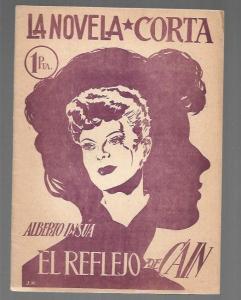 LA NOVELA ★ CORTA
1 PTA.
ALBERTO INSÚA
EL REFLEJO DE CAÍN